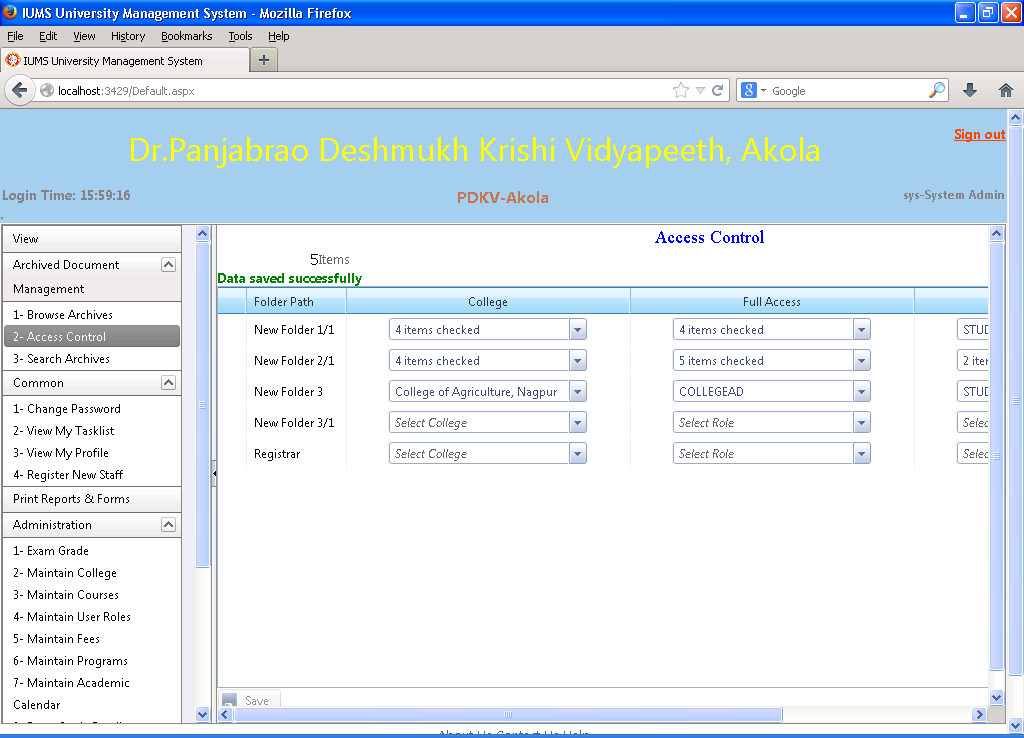 IUMS University Management System - Mozilla Firefox
File Edit View History Bookmarks Tools Help
IUMS University Management System
localhost:3429/Default.aspx
Google
Sign out
Dr.Panjabrao Deshmukh Krishi Vidyapeeth, Akola
Login Time: 15:59:16
PDKV-Akola
sys-System Admin
View
Archived Document
Management
1- Browse Archives
2- Access Control
3- Search Archives
Common
1- Change Password
2- View My Tasklist
3- View My Profile
4- Register New Staff
Print Reports & Forms
Administration
1- Exam Grade
2- Maintain College
3- Maintain Courses
4- Maintain User Roles
5- Maintain Fees
6- Maintain Programs
7- Maintain Academic
Calendar
Access Control
5Items
Data saved successfully
Folder Path College Full Access
New Folder 1/1 4 items checked 4 items checked STUD
New Folder 2/1 4 items checked 5 items checked 2 iter
New Folder 3 College of Agriculture, Nagpur COLLEGEAD STUD
New Folder 3/1 Select College Select Role Selec
Registrar Select College Select Role Selec
Save